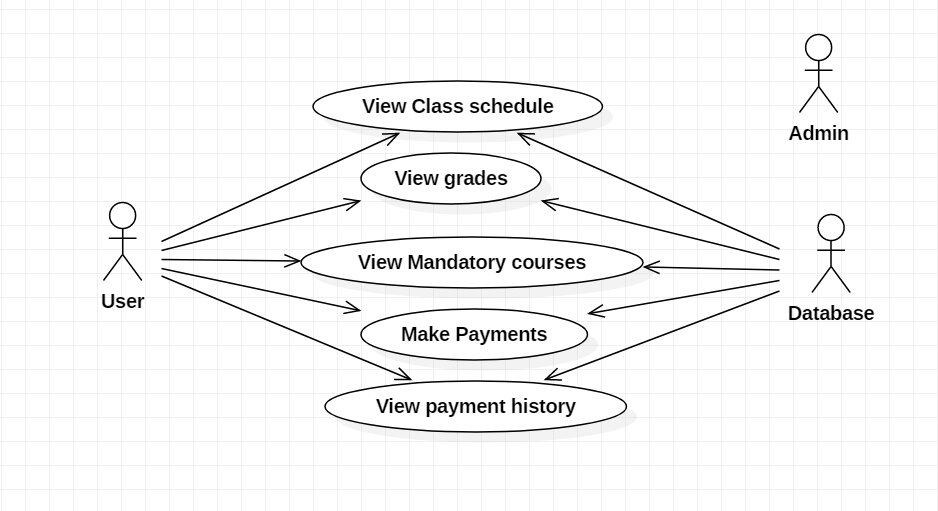 Admin
View Class schedule
View grades
View Mandatory courses
User
Database
Make Payments
View payment history